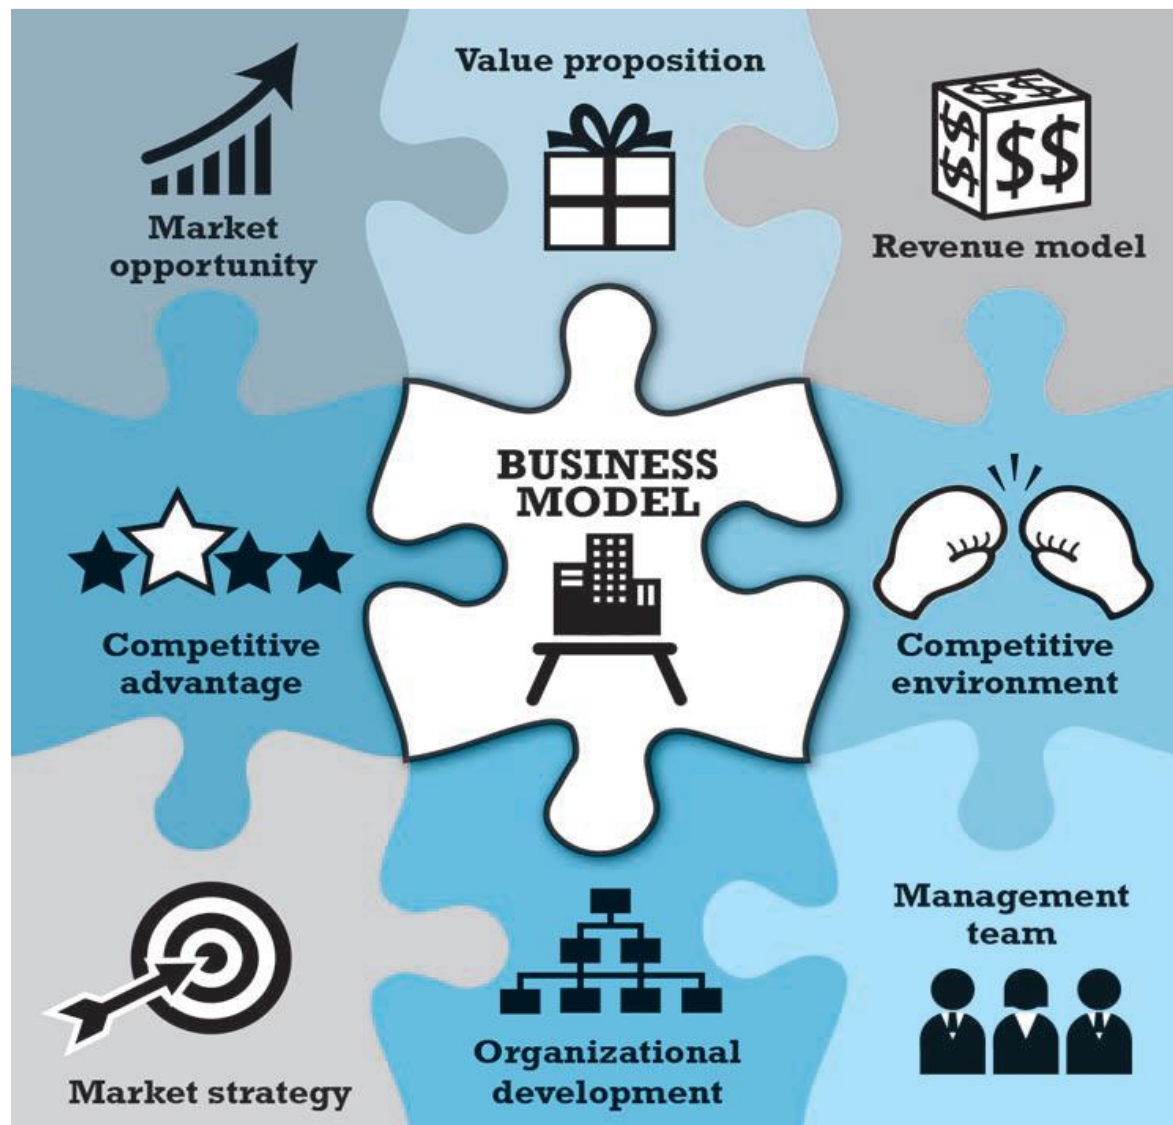 Value proposition
Market
opportunity
$$
$$
$$
Revenue model
BUSINESS
MODEL
Competitive
advantage
Competitive
environment
Management
team
Market strategy
Organizational
development